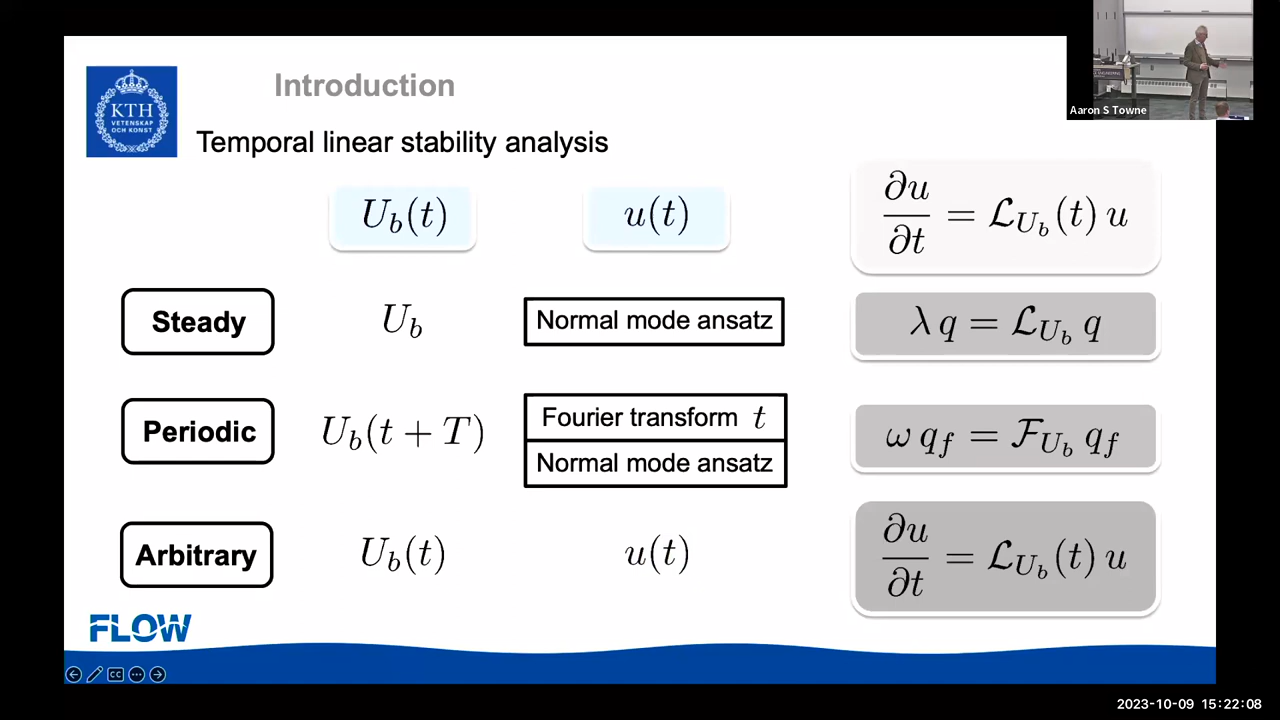 Introduction
KTH
VETENSKAP
OCH KONST
Aaron S Towne
Temporal linear stability analysis
U_b(t)
u(t)
∂u/∂t = ℒ_{U_b}(t) u
Steady
U_b
Normal mode ansatz
λ q = ℒ_{U_b} q
Periodic
U_b(t + T)
Fourier transform t
Normal mode ansatz
ω q_f = ℱ_{U_b} q_f
Arbitrary
U_b(t)
u(t)
∂u/∂t = ℒ_{U_b}(t) u
FLOW
CC
2023-10-09 15:22:08